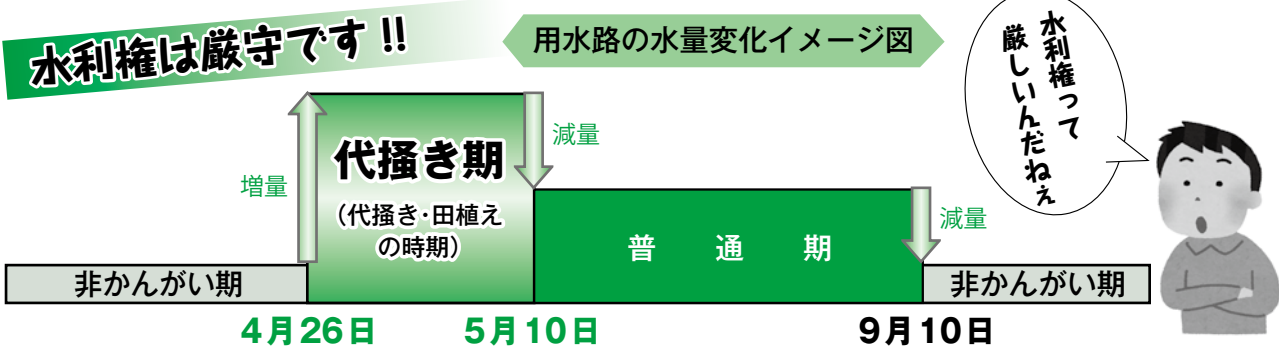 水利権は厳守です!!
用水路の水量変化イメージ図
水利権って
厳しいんだねぇ
増量
代掻き期
(代掻き・田植え
の時期)
減量
普通期
減量
非かんがい期
非かんがい期
4月26日
5月10日
9月10日